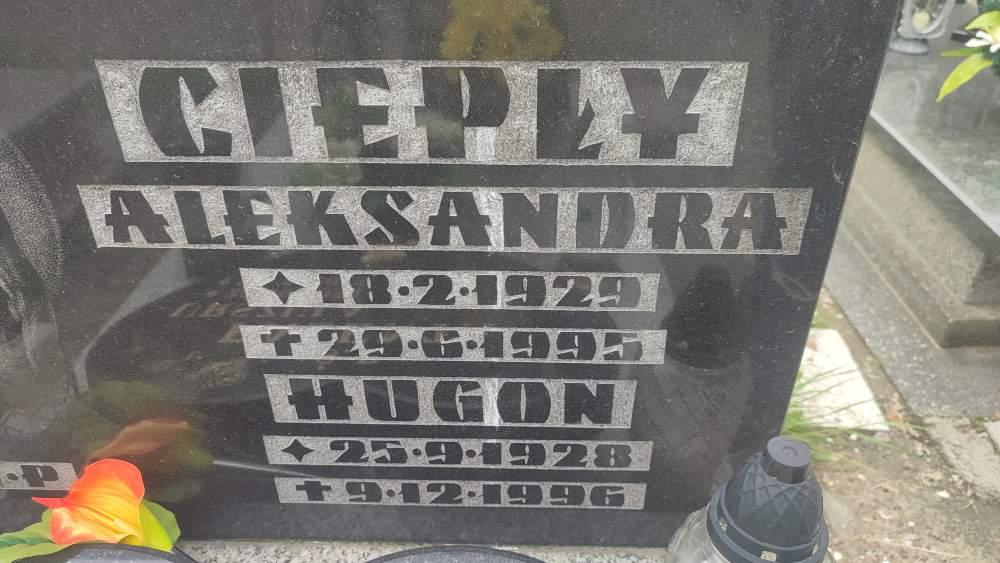 CIEPŁY
ALEKSANDRA
✦ 18·2·1929
✝ 29·6·1995
HUGON
✦ 25·9·1928
✝ 9·12·1996
·P